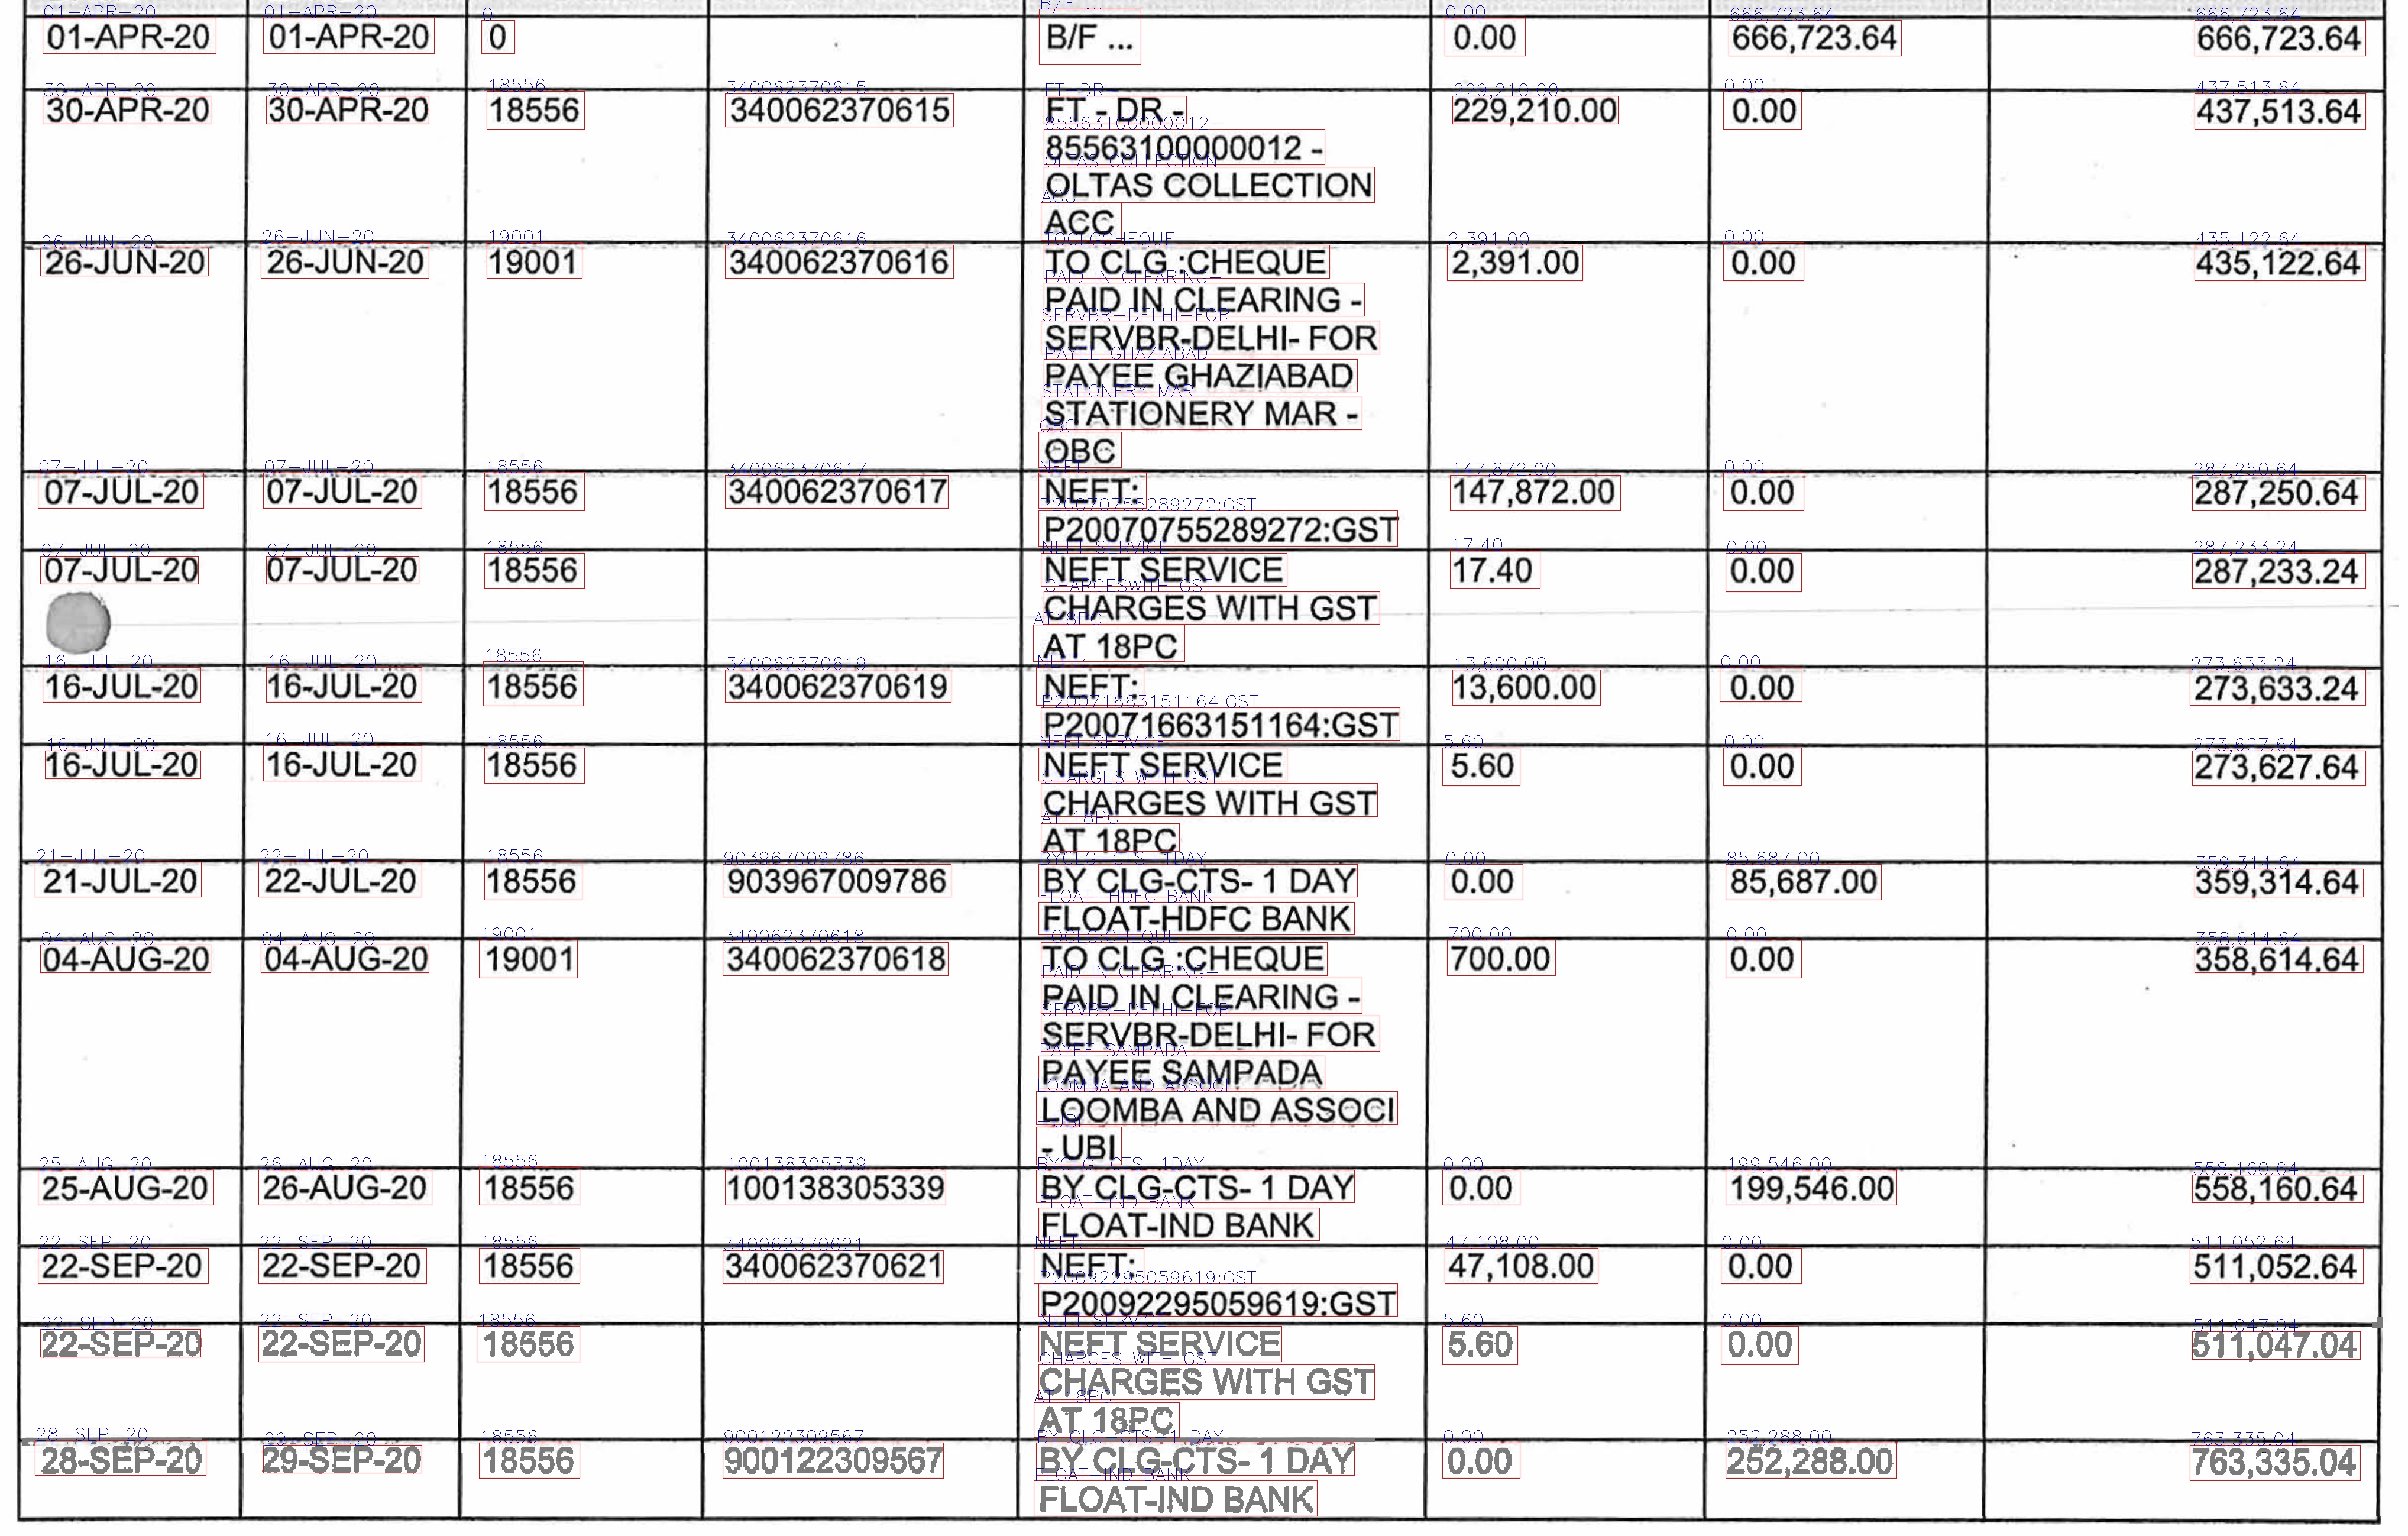 01-APR-20 01-APR-20 0 B/F ... 0.00 666,723.64 666,723.64
30-APR-20 30-APR-20 18556 340062370615 FT - DR - 229,210.00 0.00 437,513.64
85563100000012 -
OLTAS COLLECTION
ACC
26-JUN-20 26-JUN-20 19001 340062370616 TO CLG :CHEQUE 2,391.00 0.00 435,122.64
PAID IN CLEARING -
SERVBR-DELHI- FOR
PAYEE GHAZIABAD
STATIONERY MAR -
OBC
07-JUL-20 07-JUL-20 18556 340062370617 NEFT: 147,872.00 0.00 287,250.64
P20070755289272:GST
07-JUL-20 07-JUL-20 18556 NEFT SERVICE 17.40 0.00 287,233.24
CHARGES WITH GST
AT 18PC
16-JUL-20 16-JUL-20 18556 340062370619 NEFT: 13,600.00 0.00 273,633.24
P20071663151164:GST
16-JUL-20 16-JUL-20 18556 NEFT SERVICE 5.60 0.00 273,627.64
CHARGES WITH GST
AT 18PC
21-JUL-20 22-JUL-20 18556 903967009786 BY CLG-CTS- 1 DAY 0.00 85,687.00 359,314.64
FLOAT-HDFC BANK
04-AUG-20 04-AUG-20 19001 340062370618 TO CLG :CHEQUE 700.00 0.00 358,614.64
PAID IN CLEARING -
SERVBR-DELHI- FOR
PAYEE SAMPADA
LOOMBA AND ASSOCI
- UBI
25-AUG-20 26-AUG-20 18556 100138305339 BY CLG-CTS- 1 DAY 0.00 199,546.00 558,160.64
FLOAT-IND BANK
22-SEP-20 22-SEP-20 18556 340062370621 NEFT: 47,108.00 0.00 511,052.64
P20092295059619:GST
22-SEP-20 22-SEP-20 18556 NEFT SERVICE 5.60 0.00 511,047.04
CHARGES WITH GST
AT 18PC
28-SEP-20 29-SEP-20 18556 900122309567 BY CLG-CTS- 1 DAY 0.00 252,288.00 763,335.04
FLOAT-IND BANK